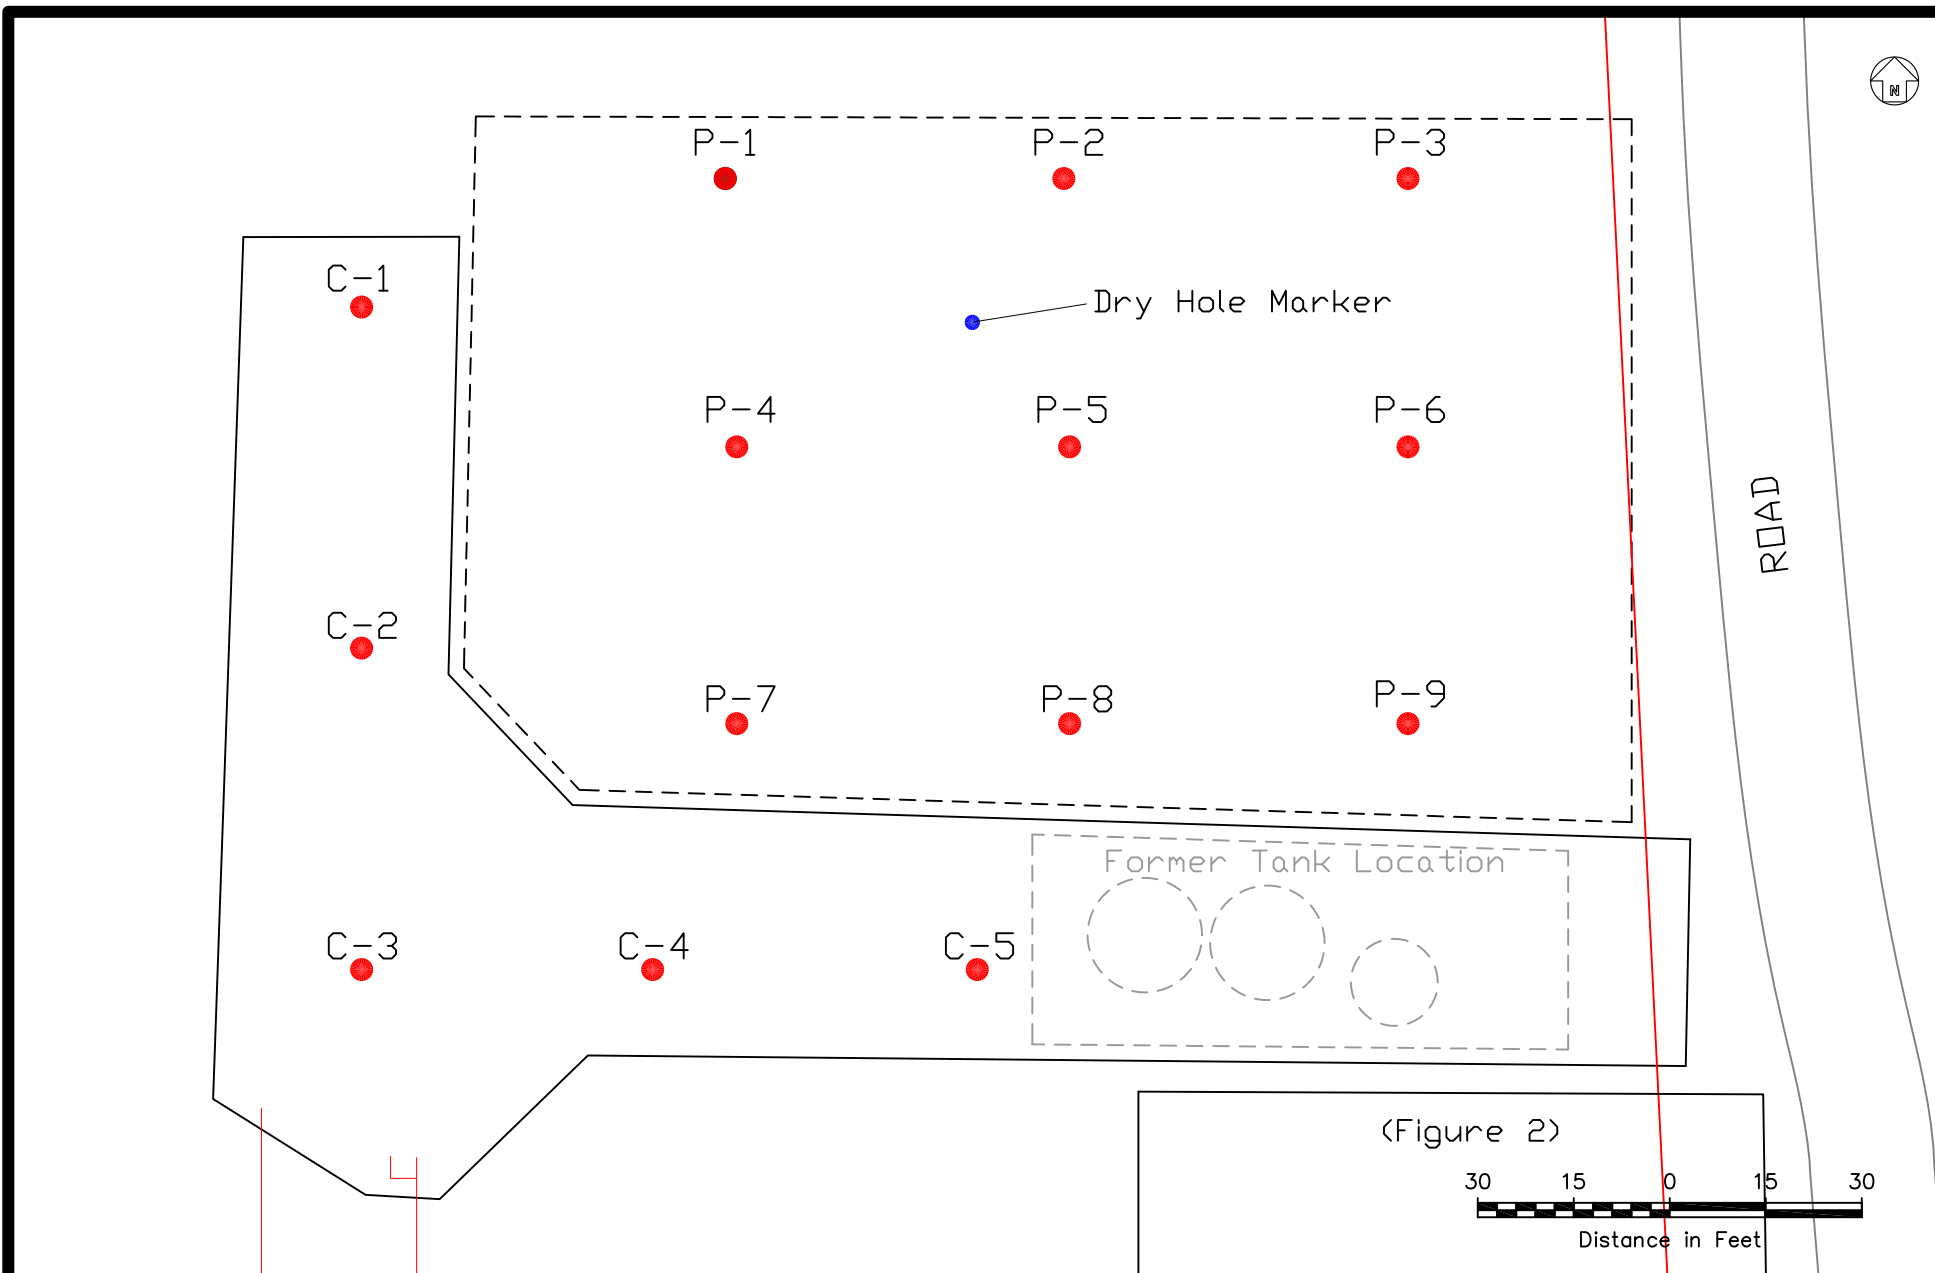 N
P-1
P-2
P-3
C-1
Dry Hole Marker
P-4
P-5
P-6
ROAD
C-2
P-7
P-8
P-9
Former Tank Location
C-3
C-4
C-5
(Figure 2)
30 15 0 15 30
Distance in Feet